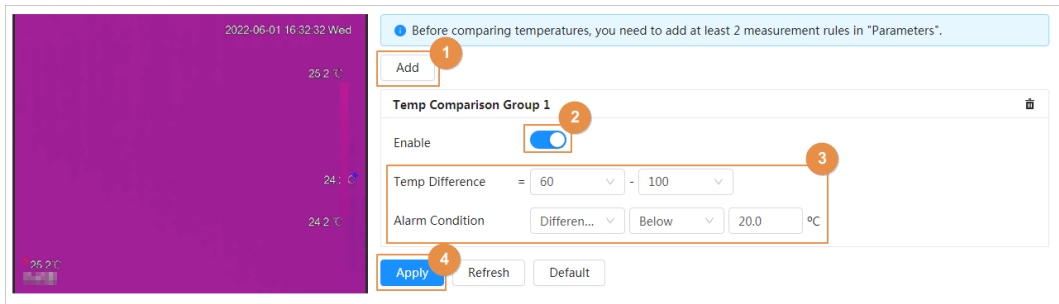 2022-06-01 16:32:32 Wed
25.2 ℃
24.2 ℃
25.2℃
Before comparing temperatures, you need to add at least 2 measurement rules in "Parameters".
1
Add
Temp Comparison Group 1
2
Enable
3
Temp Difference = 60 - 100
Alarm Condition Differen... Below 20.0 ºC
4
Apply Refresh Default